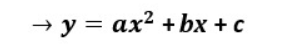 → y = ax² + bx + c